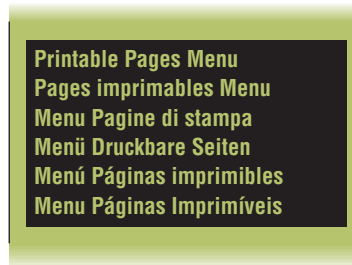 Printable Pages Menu
Pages imprimables Menu
Menu Pagine di stampa
Menü Druckbare Seiten
Menú Páginas imprimibles
Menu Páginas Imprimíveis